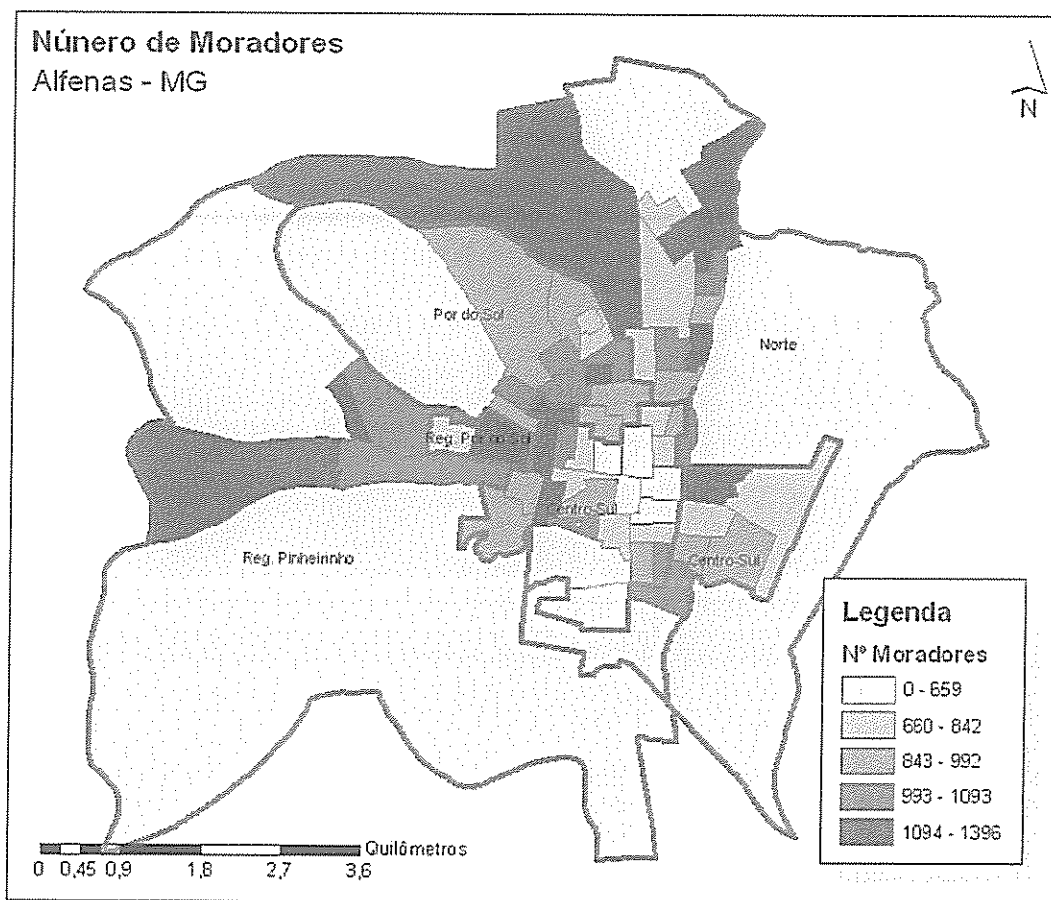 Núnero de Moradores
Alfenas - MG
N
Por do Sol
Norte
Reg. Por do Sol
Centro-Sul
Reg. Pinheirinho
Centro-Sul
Legenda
Nº Moradores
0 - 659
660 - 842
843 - 992
993 - 1093
1094 - 1396
Quilômetros
0 0,45 0,9 1,8 2,7 3,6